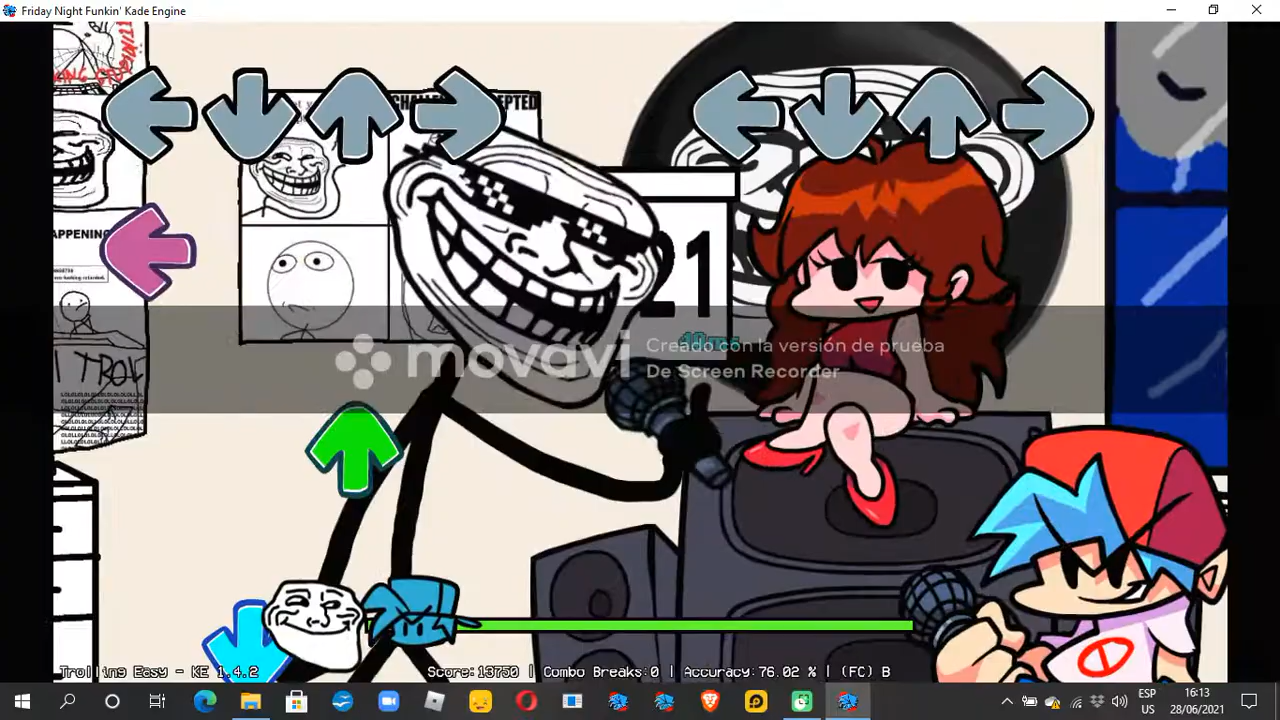 Friday Night Funkin' Kade Engine
CHALLENGE ACCEPTED
APPENING
21
10ms
movavi
Creado con la versión de prueba
De Screen Recorder
I TROL
Trolling Easy - KE 1.4.2
Score:13750 | Combo Breaks:0 | Accuracy:76.02 % | (FC) B
ESP
US
16:13
28/06/2021